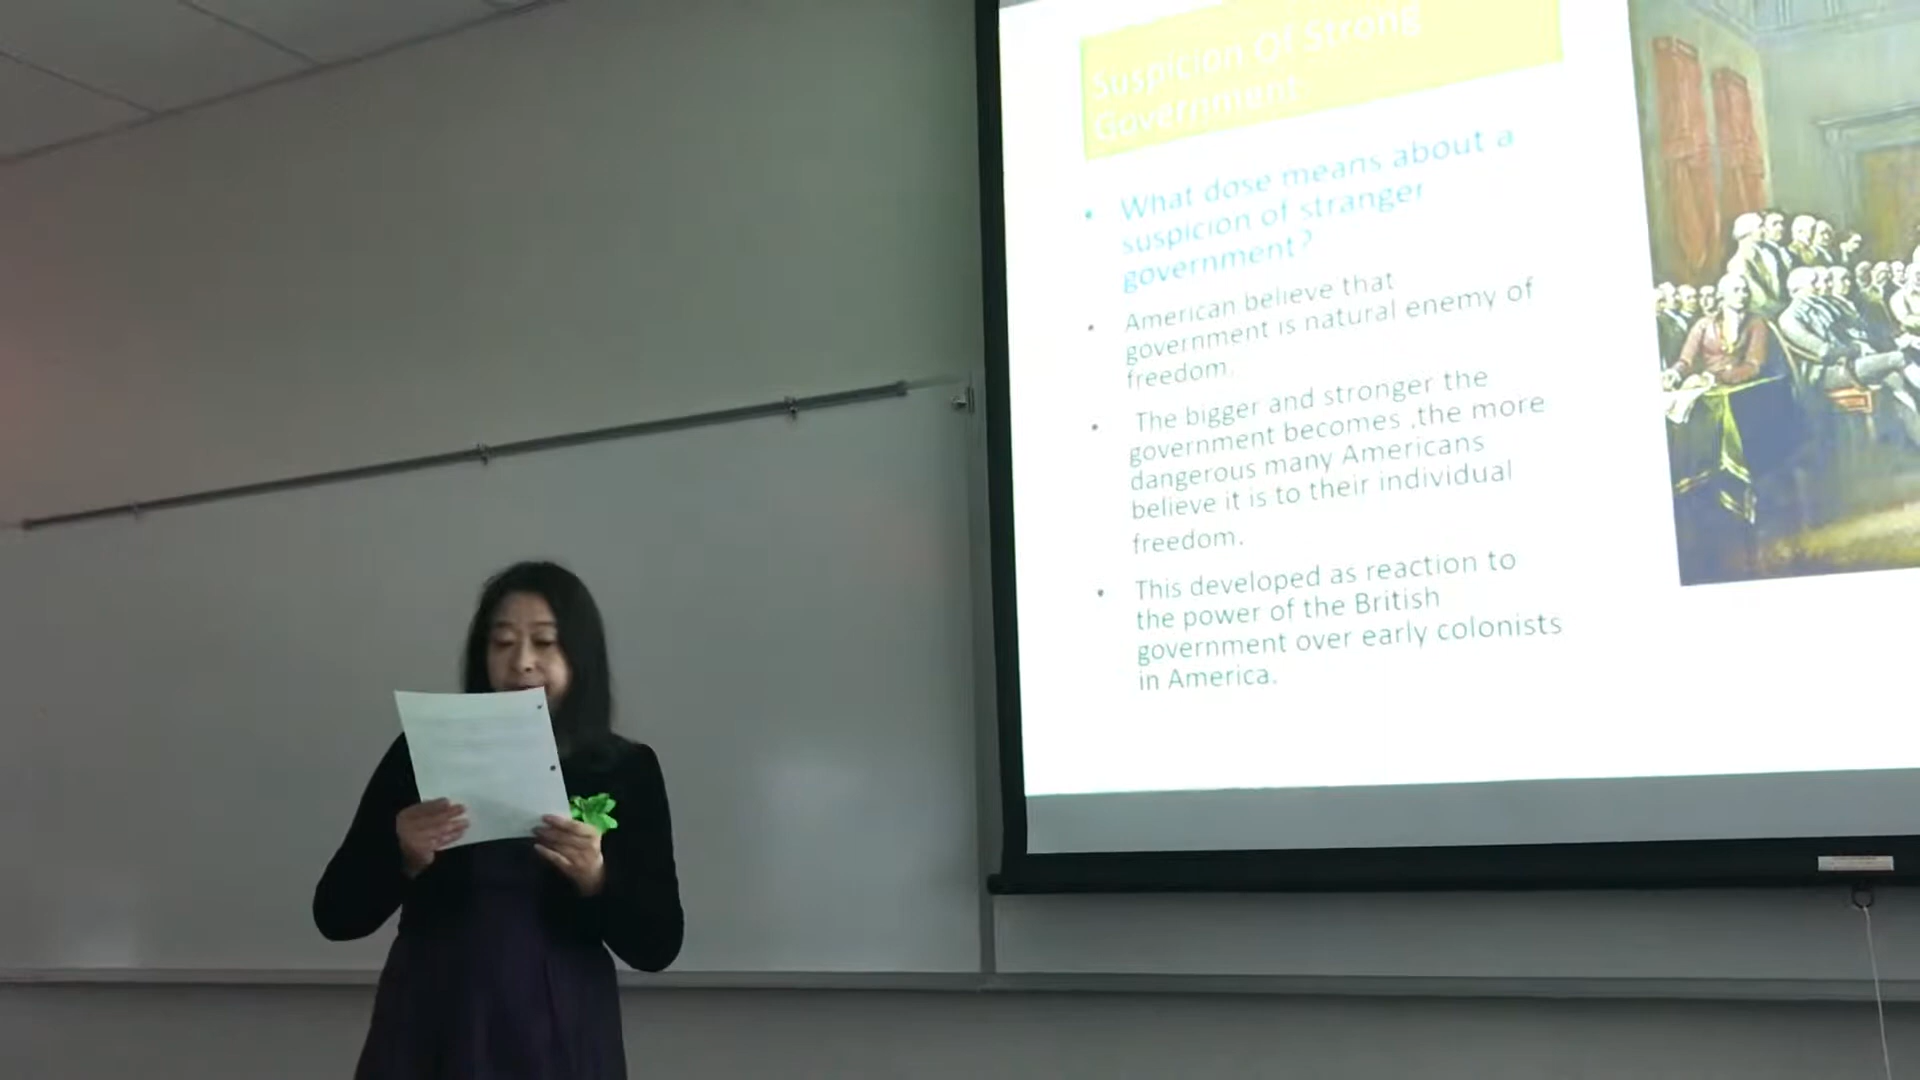 Suspicion Of Strong
Government
What dose means about a
suspicion of stranger
government?
American believe that
government is natural enemy of
freedom.
The bigger and stronger the
government becomes ,the more
dangerous many Americans
believe it is to their individual
freedom.
This developed as reaction to
the power of the British
government over early colonists
in America.